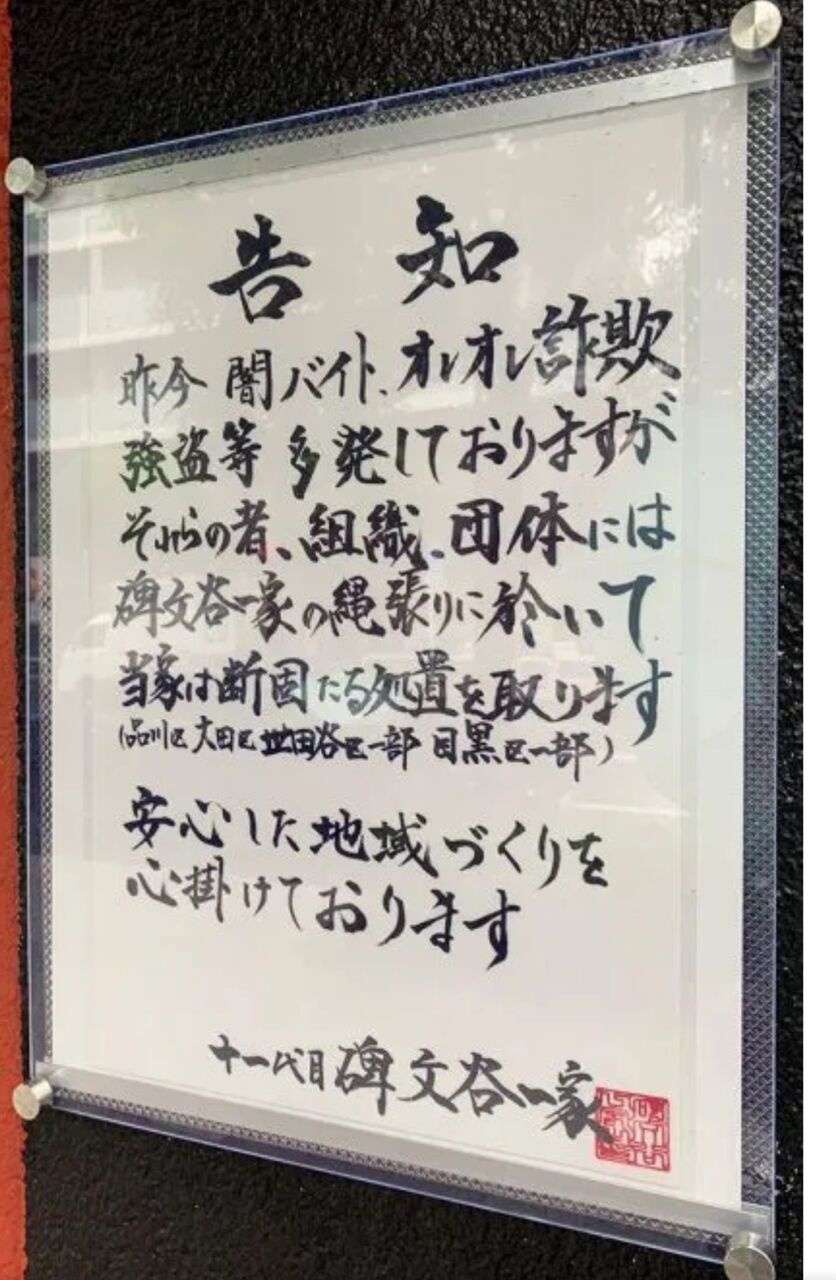 告知
昨今 闇バイト、オレオレ詐欺
強盗等 多発しておりますが
それらの者、組織、団体には
碑文谷一家の縄張りに於いて
当家は断固たる処置を取ります
(品川区 大田区 世田谷区一部 目黒区一部)
安心した地域づくりを
心掛けております
十一代目 碑文谷一家